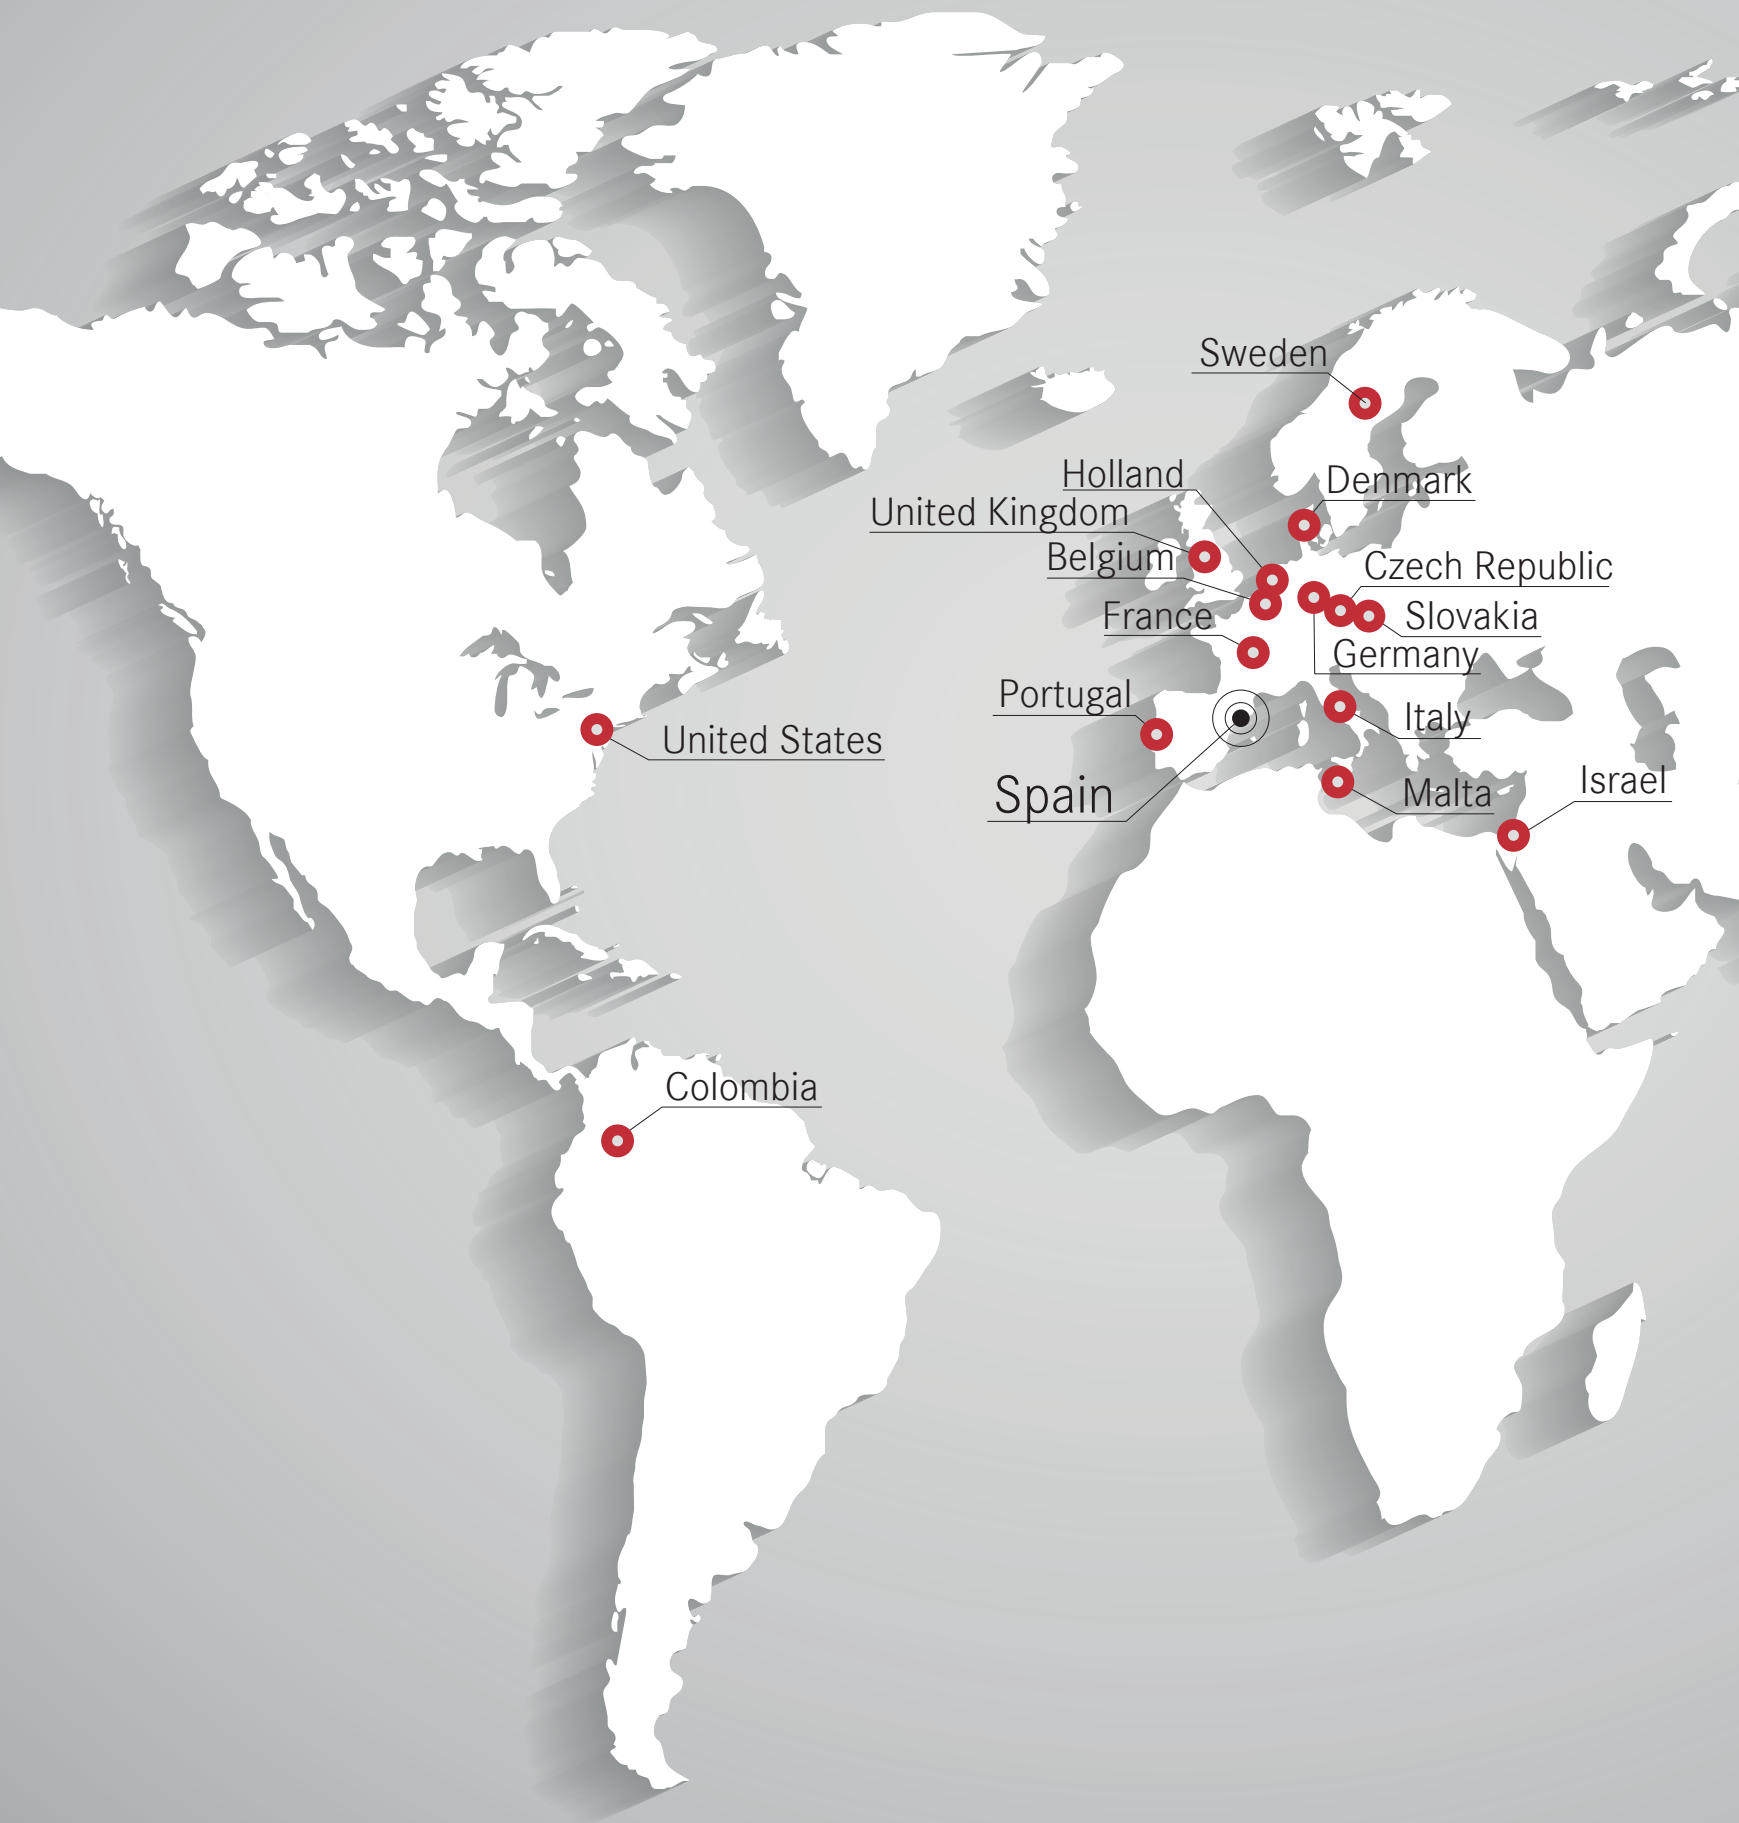 Sweden
Holland
Denmark
United Kingdom
Belgium
Czech Republic
France
Slovakia
Germany
Portugal
Italy
United States
Spain
Malta
Israel
Colombia